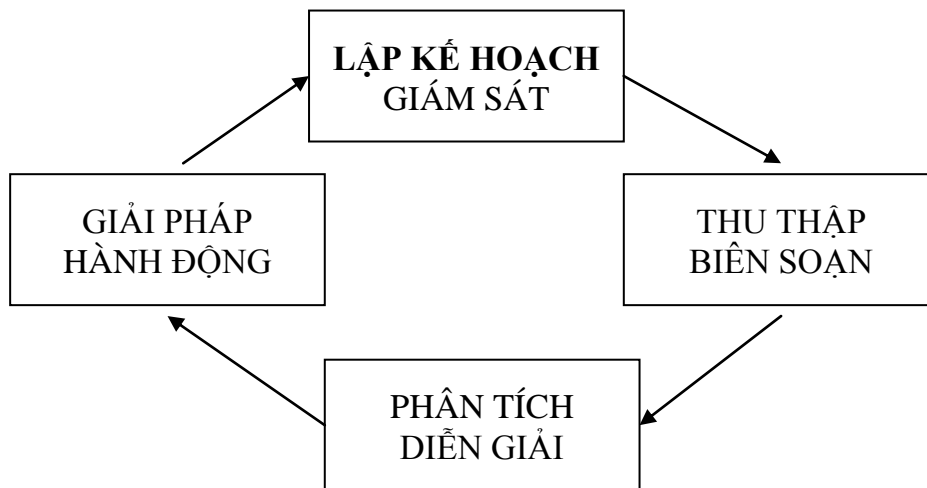 LẬP KẾ HOẠCH
GIÁM SÁT
GIẢI PHÁP
HÀNH ĐỘNG
THU THẬP
BIÊN SOẠN
PHÂN TÍCH
DIỄN GIẢI